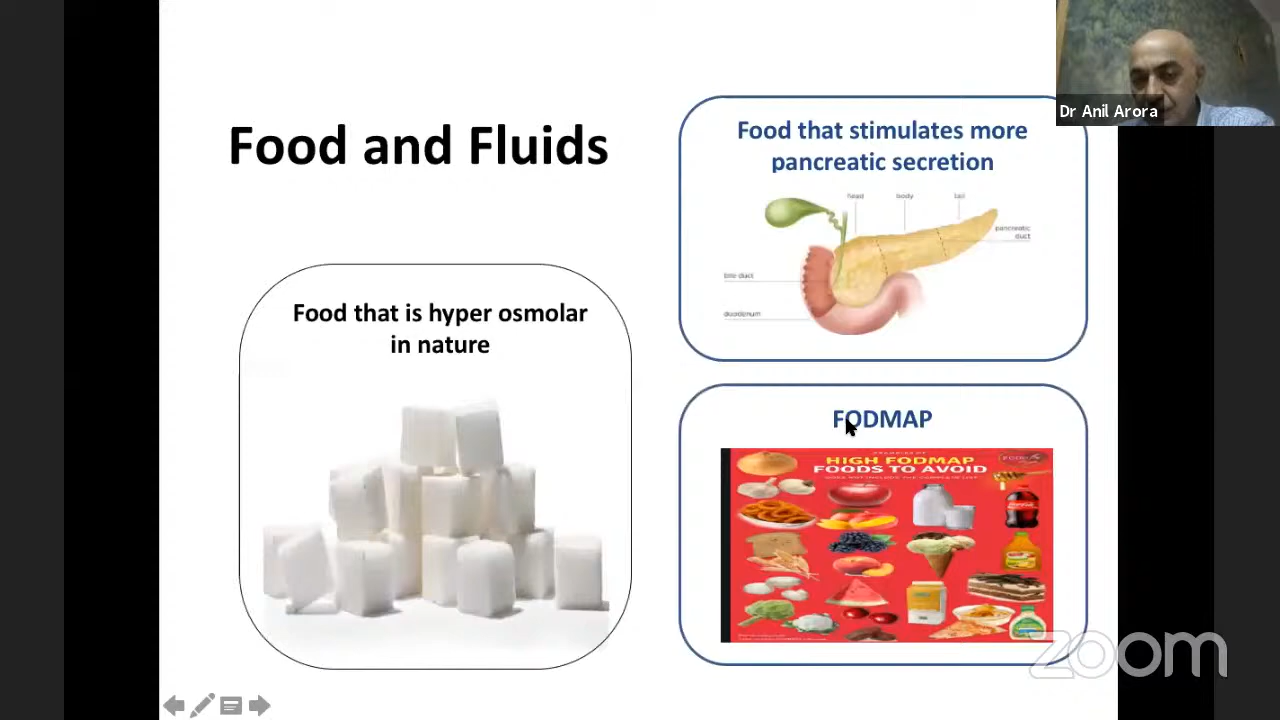 Food and Fluids
Food that is hyper osmolar
in nature
Food that stimulates more
pancreatic secretion
head
body
tail
pancreatic
duct
bile duct
duodenum
FODMAP
HIGH FODMAP
FOODS TO AVOID
Dr Anil Arora
zoom